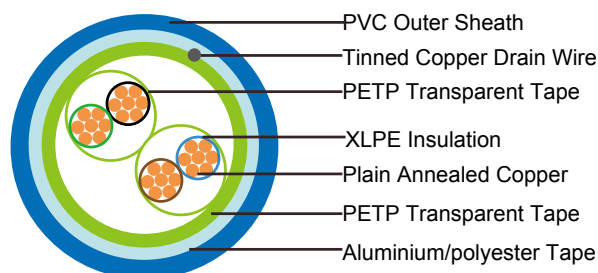 PVC Outer Sheath
Tinned Copper Drain Wire
PETP Transparent Tape
XLPE Insulation
Plain Annealed Copper
PETP Transparent Tape
Aluminium/polyester Tape